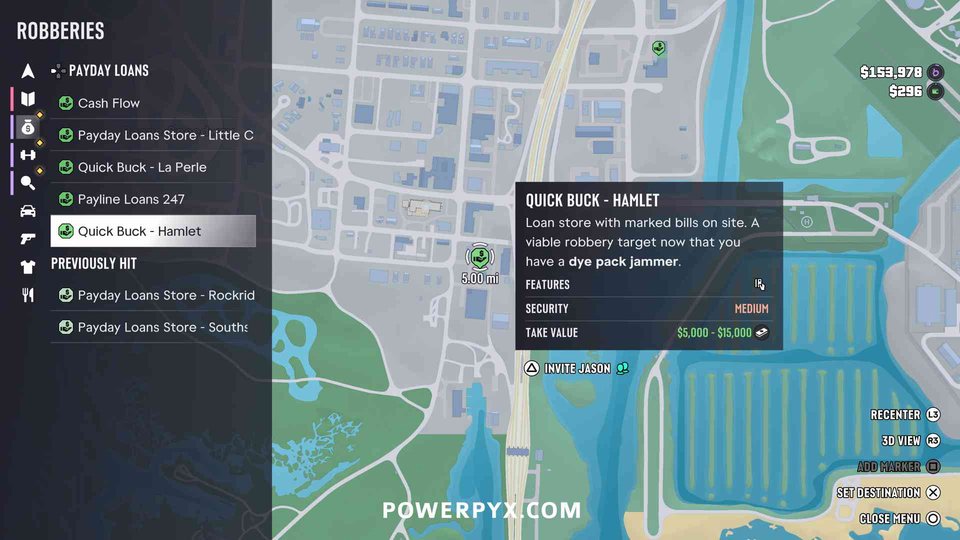 ROBBERIES
PAYDAY LOANS
Cash Flow
Payday Loans Store - Little C
Quick Buck - La Perle
Payline Loans 247
Quick Buck - Hamlet
PREVIOUSLY HIT
Payday Loans Store - Rockrid
Payday Loans Store - Souths
$153,978
$296
5.00 mi
QUICK BUCK - HAMLET
Loan store with marked bills on site. A
viable robbery target now that you
have a dye pack jammer.
FEATURES
SECURITY MEDIUM
TAKE VALUE $5,000 - $15,000
INVITE JASON
H
RECENTER L3
3D VIEW R3
ADD MARKER
SET DESTINATION
CLOSE MENU
POWERPYX.COM